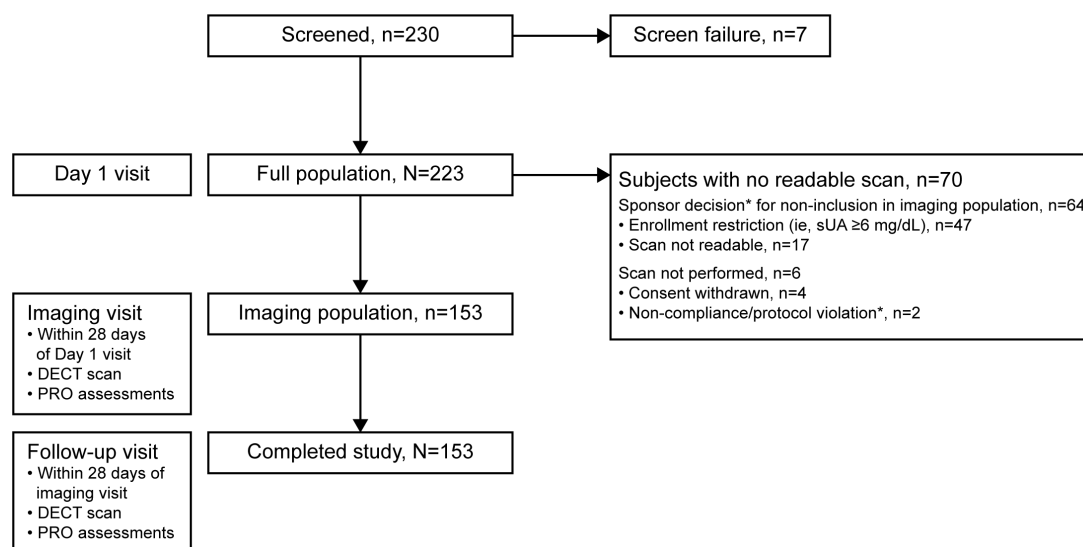 Screened, n=230
Screen failure, n=7
Day 1 visit
Full population, N=223
Subjects with no readable scan, n=70
Sponsor decision* for non-inclusion in imaging population, n=64
• Enrollment restriction (ie, sUA ≥6 mg/dL), n=47
• Scan not readable, n=17
Scan not performed, n=6
• Consent withdrawn, n=4
• Non-compliance/protocol violation*, n=2
Imaging visit
• Within 28 days
of Day 1 visit
• DECT scan
• PRO assessments
Imaging population, n=153
Follow-up visit
• Within 28 days of
imaging visit
• DECT scan
• PRO assessments
Completed study, N=153